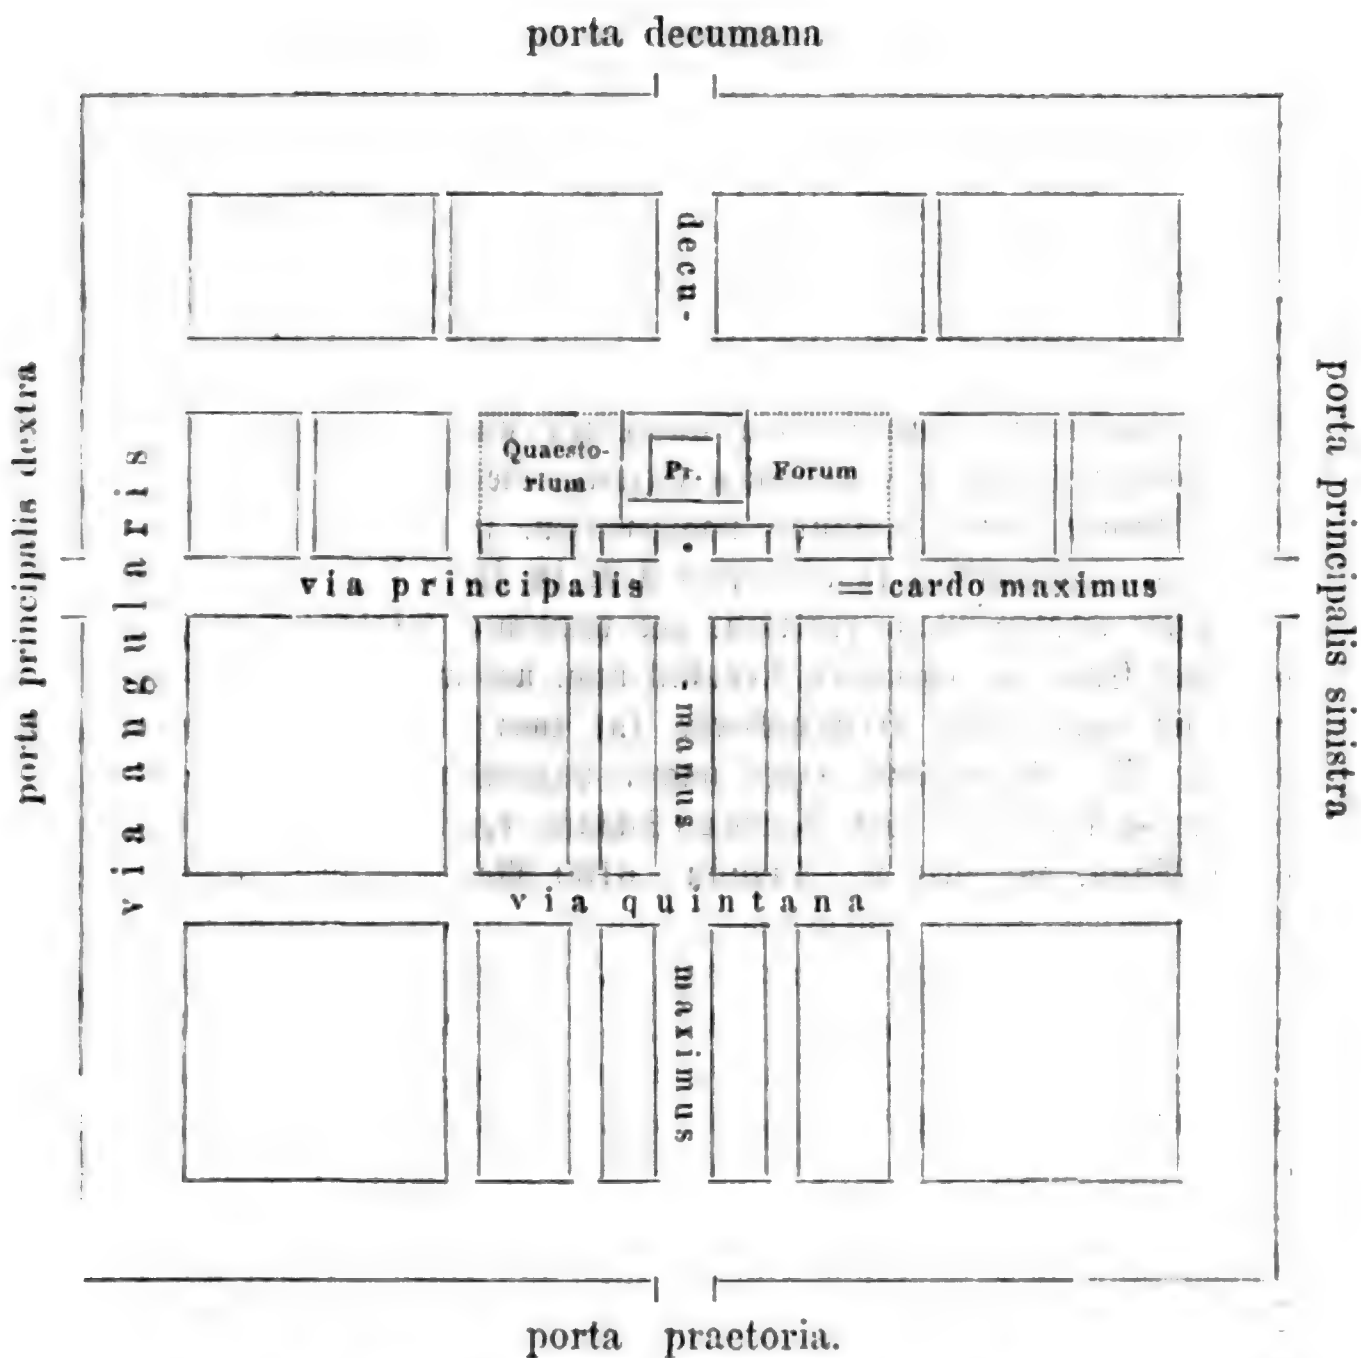 porta decumana
decu-
porta principalis dextra
porta principalis sinistra
via angularis
Quaesto-
rium
Pr.
Forum
via principalis = cardo maximus
manus
via quintana
maximus
porta praetoria.